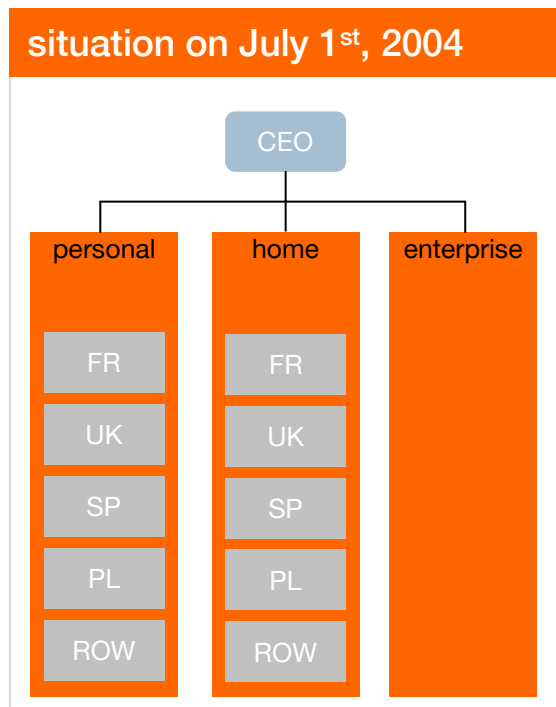 situation on July 1st, 2004
CEO
personal home enterprise
FR FR
UK UK
SP SP
PL PL
ROW ROW